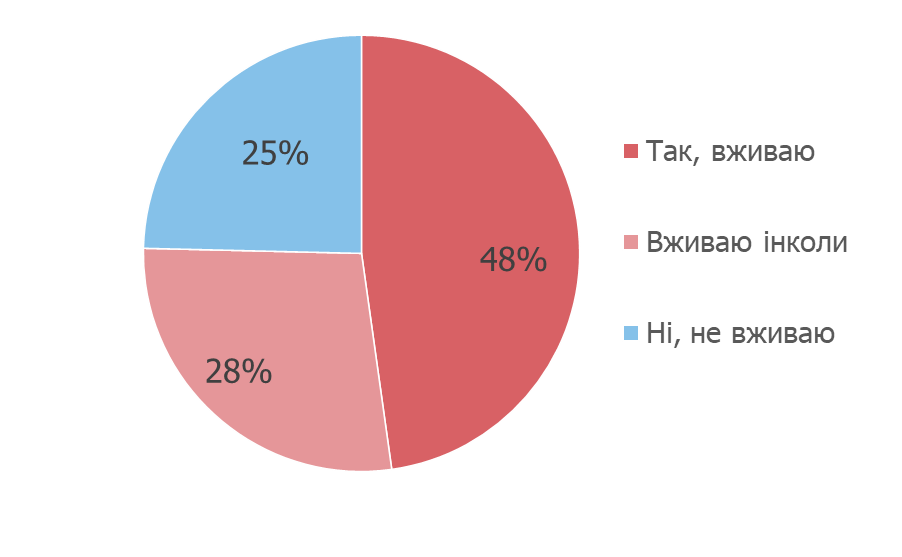 25%
48%
28%
Так, вживаю
Вживаю інколи
Ні, не вживаю